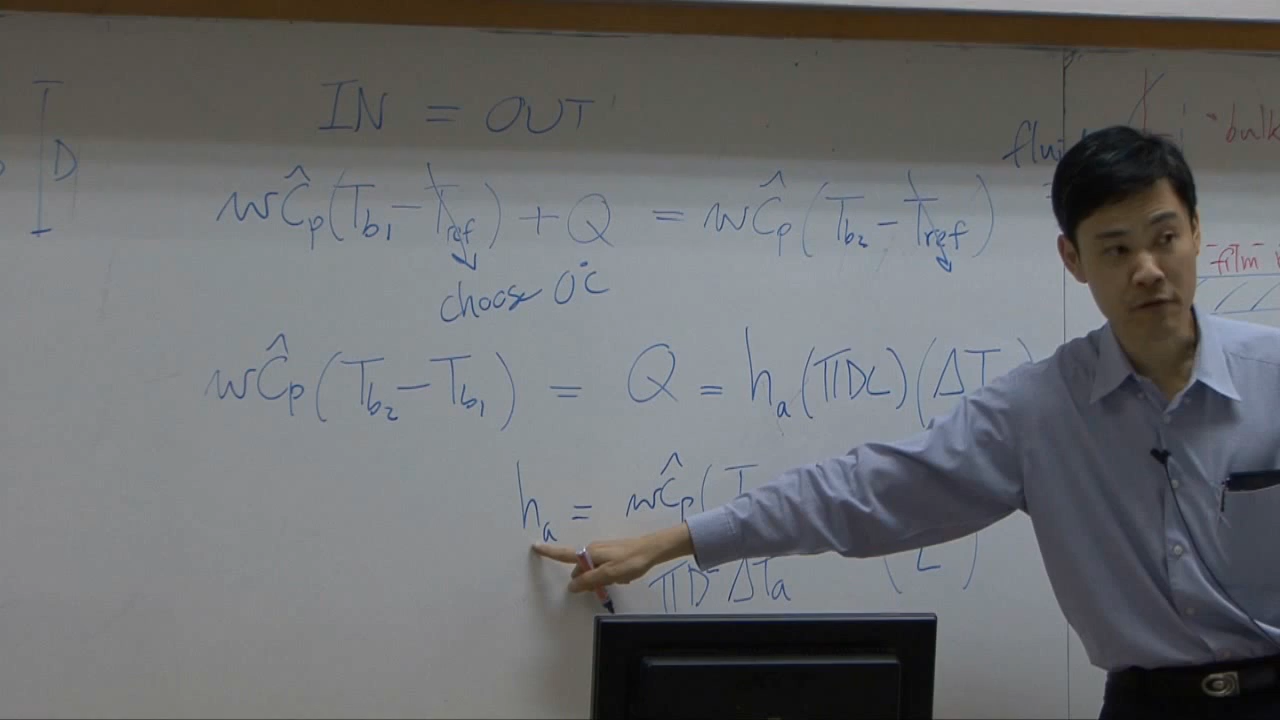 IN = OUT
D
"bulk
wĈp(Tb1 − Tref) + Q = wĈp(Tb2 − Tref)
choose 0°C
film
wĈp(Tb2 − Tb1) = Q = ha(πDL)(ΔT
ha = wĈp(T
πD ΔTa (L)